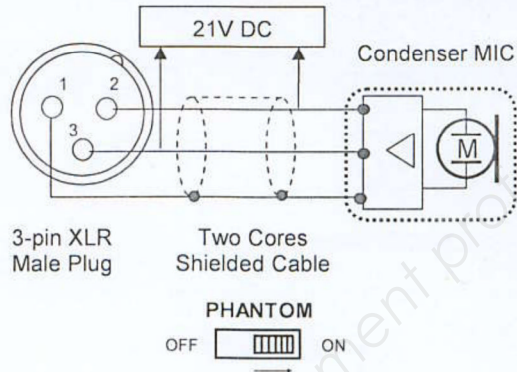 21V DC
Condenser MIC
1
2
3
M
3-pin XLR
Male Plug
Two Cores
Shielded Cable
PHANTOM
OFF
ON